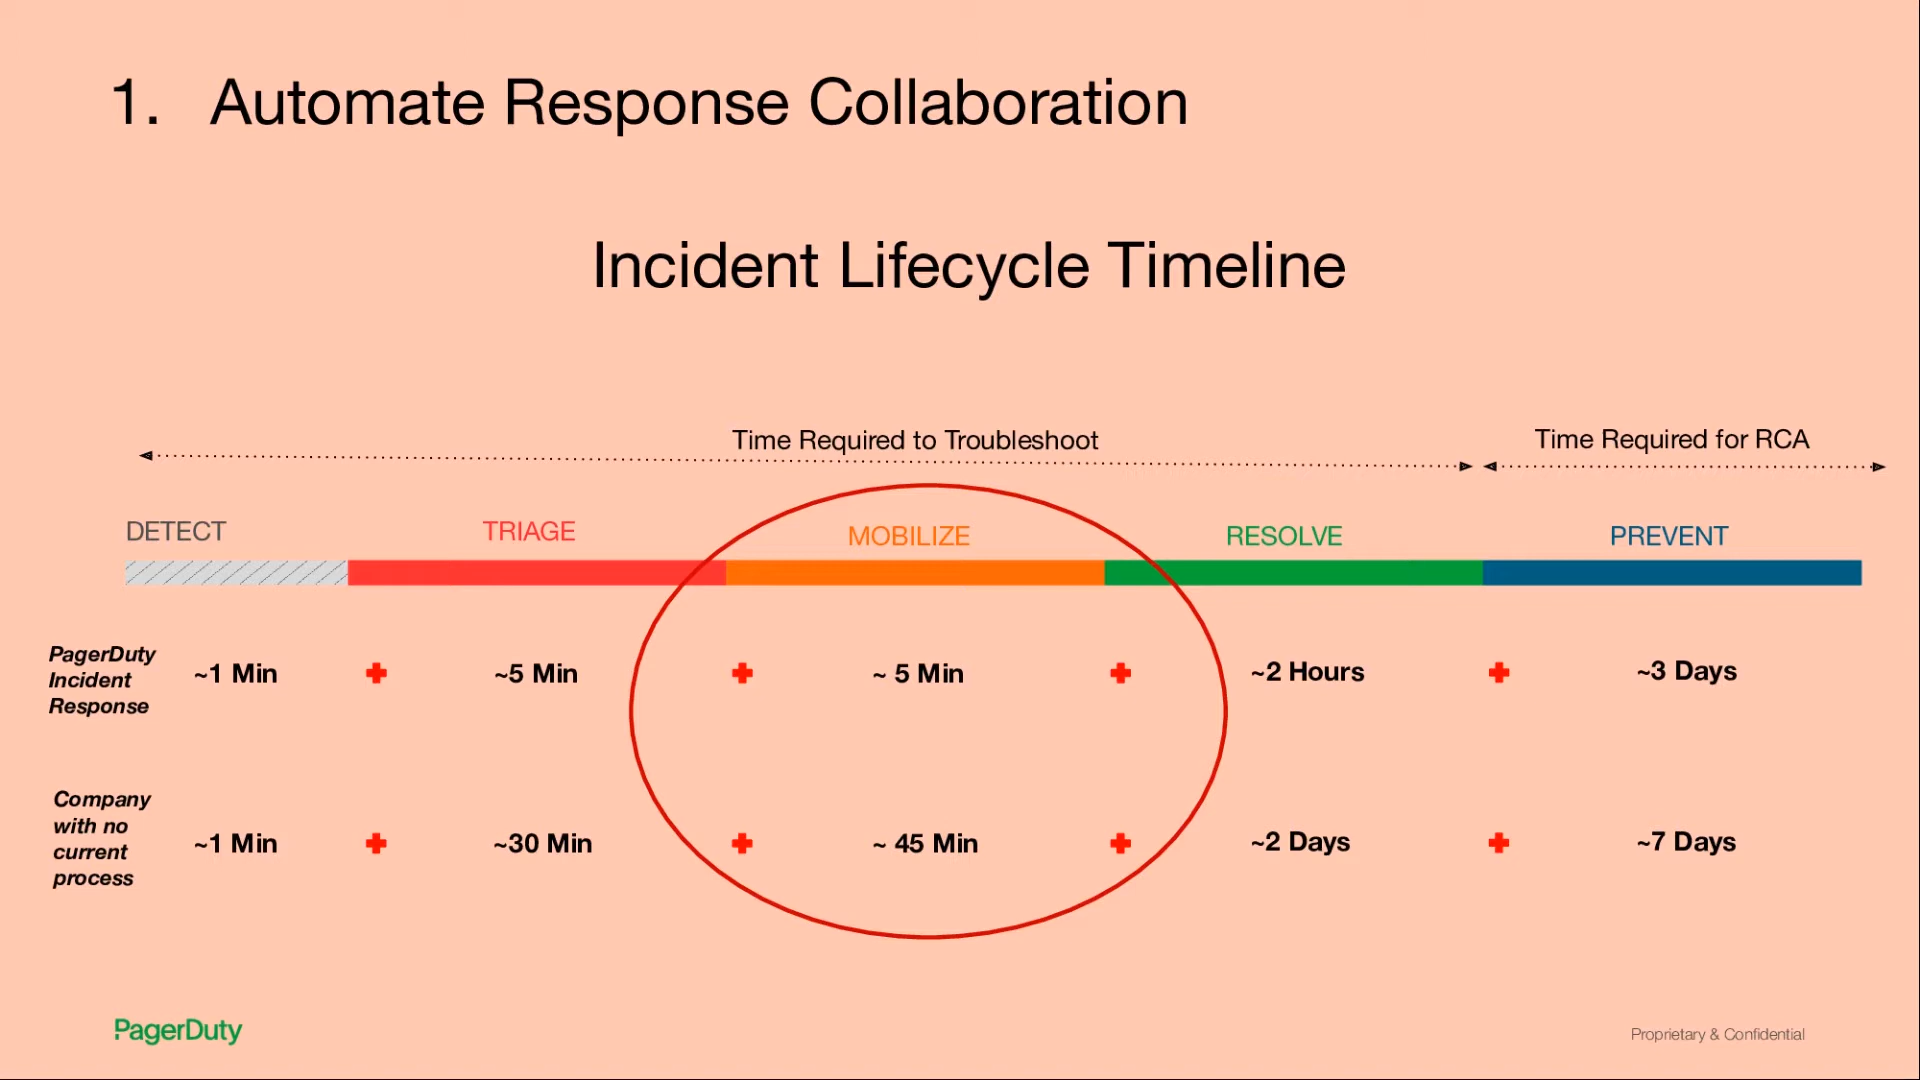 1. Automate Response Collaboration
Incident Lifecycle Timeline
Time Required to Troubleshoot
Time Required for RCA
DETECT
TRIAGE
MOBILIZE
RESOLVE
PREVENT
PagerDuty
Incident
Response
~1 Min
~5 Min
~ 5 Min
~2 Hours
~3 Days
Company
with no
current
process
~1 Min
~30 Min
~ 45 Min
~2 Days
~7 Days
PagerDuty
Proprietary & Confidential